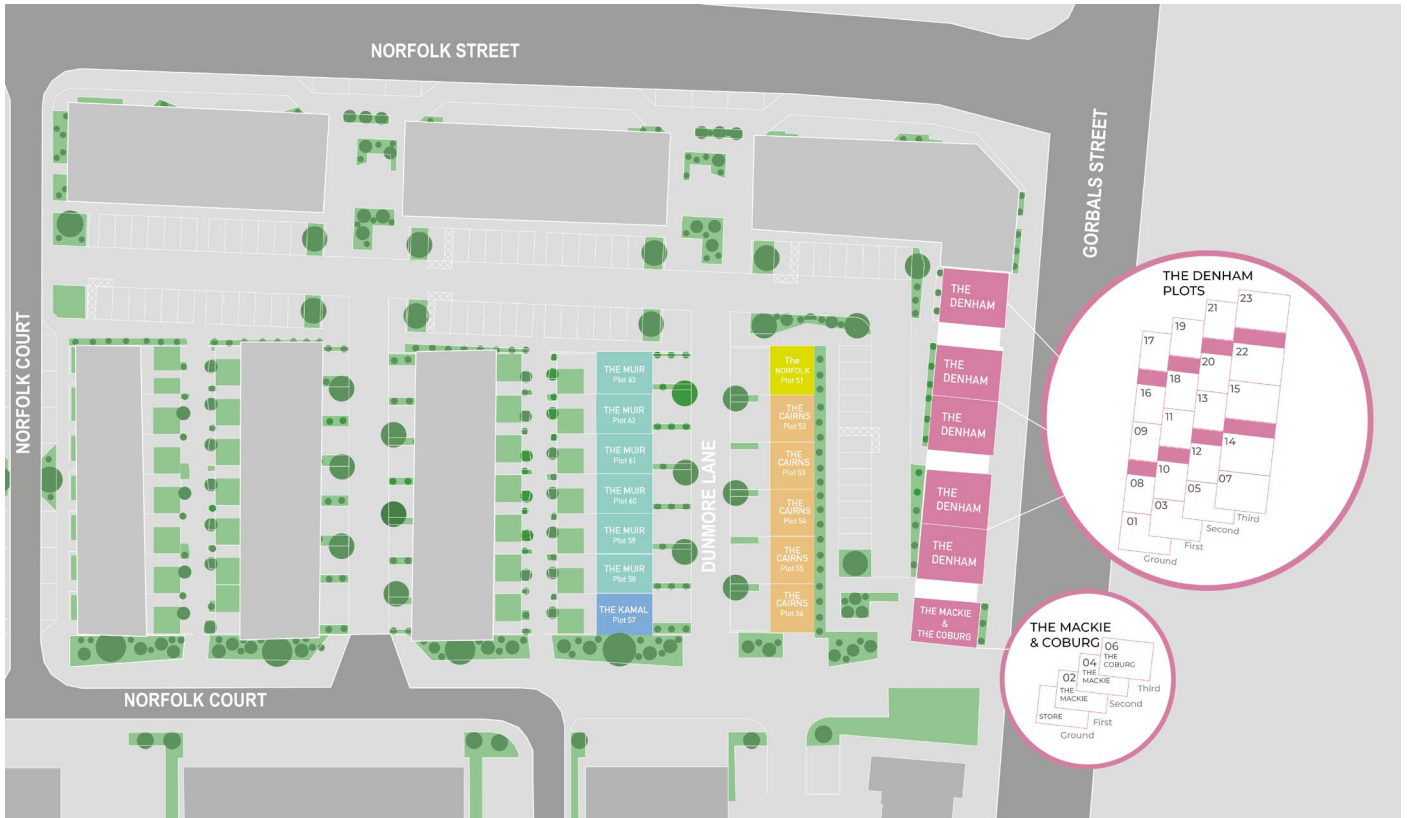 NORFOLK STREET
GORBALS STREET
NORFOLK COURT
NORFOLK COURT
DUNMORE LANE
THE MUIR
Plot 63
THE MUIR
Plot 62
THE MUIR
Plot 61
THE MUIR
Plot 60
THE MUIR
Plot 59
THE MUIR
Plot 58
THE KAMAL
Plot 57
The
NORFOLK
Plot 51
THE
CAIRNS
Plot 52
THE
CAIRNS
Plot 53
THE
CAIRNS
Plot 54
THE
CAIRNS
Plot 55
THE
CAIRNS
Plot 56
THE
DENHAM
THE
DENHAM
THE
DENHAM
THE
DENHAM
THE
DENHAM
THE MACKIE
&
THE COBURG
THE DENHAM
PLOTS
23
21
19
17
22
20
18
16
15
13
11
09
14
12
10
08
07
05
03
01
Third
Second
First
Ground
THE MACKIE
& COBURG
06
THE
COBURG
04
THE
MACKIE
02
THE
MACKIE
STORE
Third
Second
First
Ground